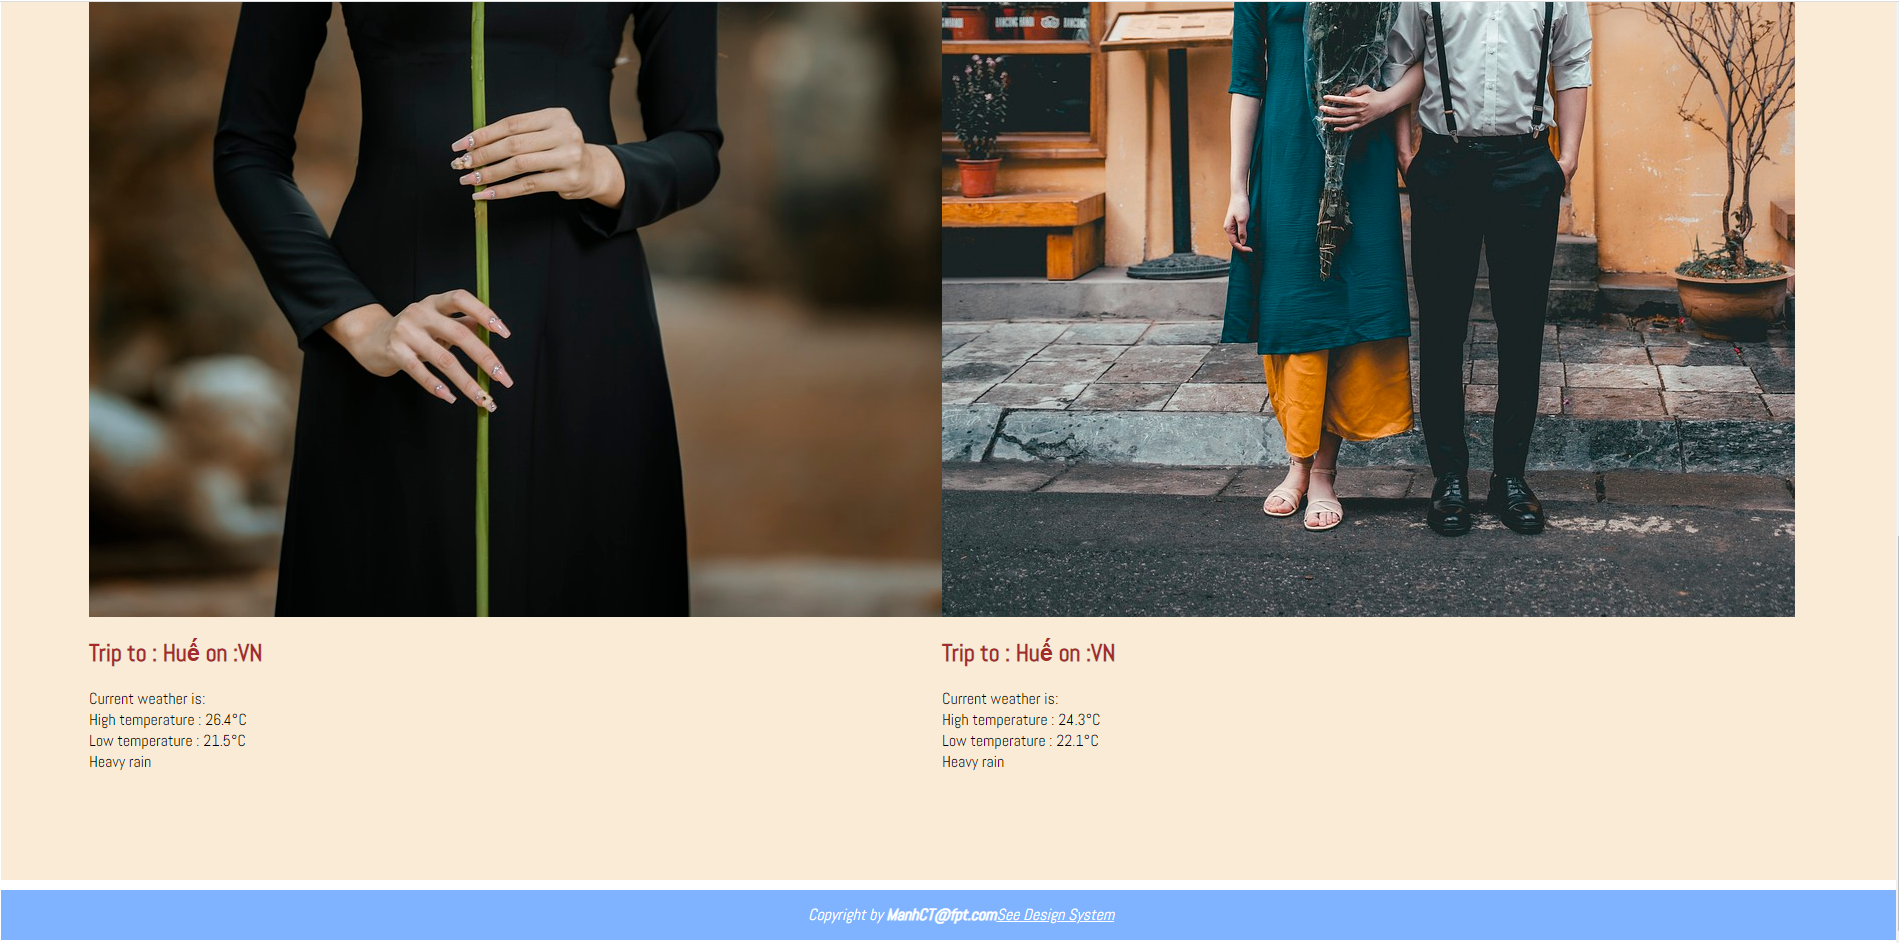 Trip to : Huế on :VN
Current weather is:
High temperature : 26.4°C
Low temperature : 21.5°C
Heavy rain
Trip to : Huế on :VN
Current weather is:
High temperature : 24.3°C
Low temperature : 22.1°C
Heavy rain
Copyright by ManhCT@fpt.comSee Design System